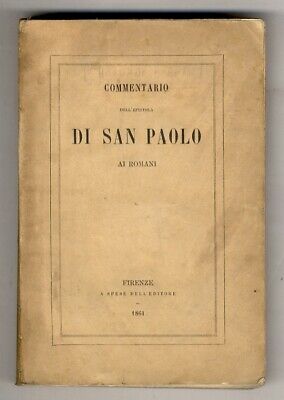 COMMENTARIO
DELL'EPISTOLA
DI SAN PAOLO
AI ROMANI
FIRENZE
A SPESE DELL'EDITORE
1861